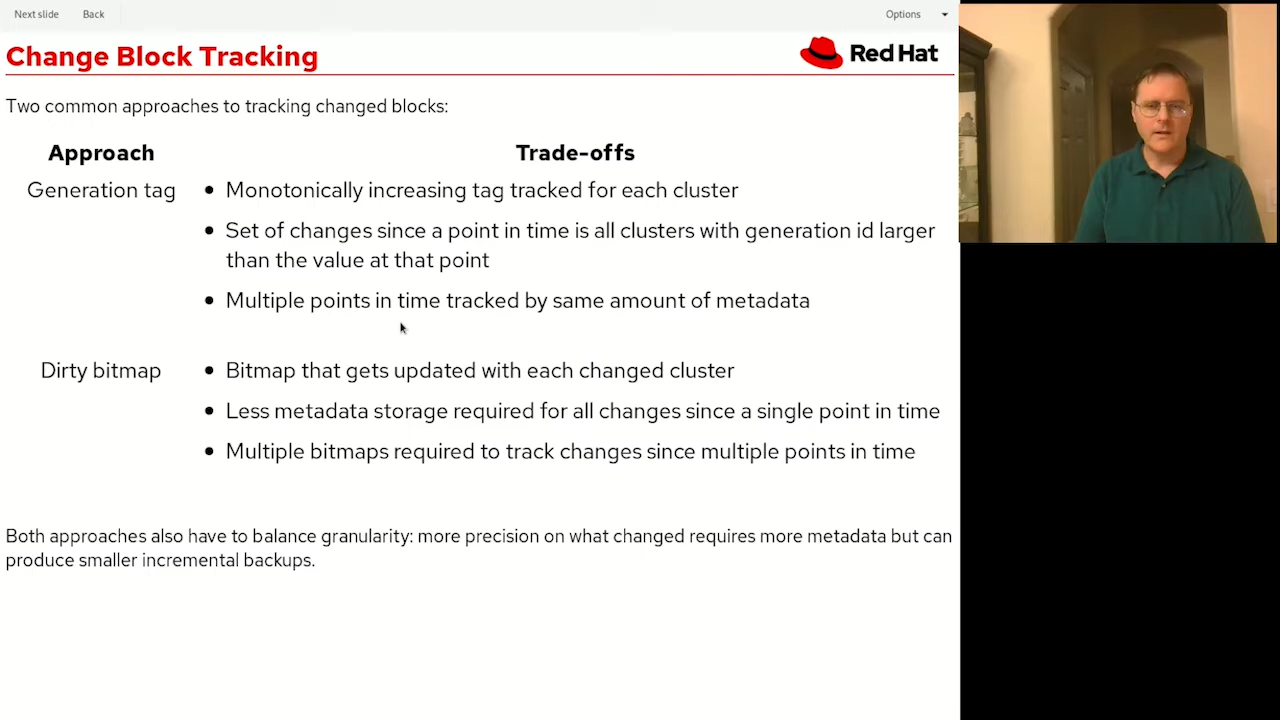 Next slide Back Options
Change Block Tracking
Red Hat
Two common approaches to tracking changed blocks:
Approach Trade-offs
Generation tag • Monotonically increasing tag tracked for each cluster
• Set of changes since a point in time is all clusters with generation id larger
than the value at that point
• Multiple points in time tracked by same amount of metadata
Dirty bitmap • Bitmap that gets updated with each changed cluster
• Less metadata storage required for all changes since a single point in time
• Multiple bitmaps required to track changes since multiple points in time
Both approaches also have to balance granularity: more precision on what changed requires more metadata but can
produce smaller incremental backups.